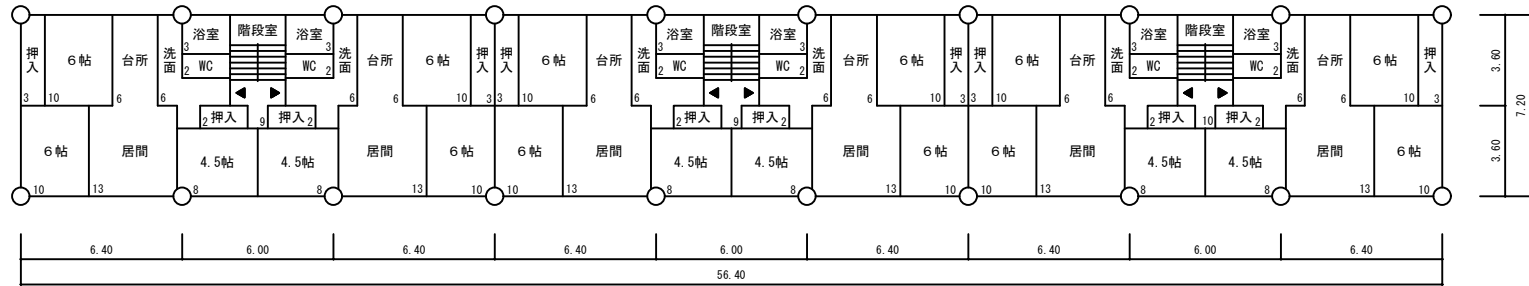 浴室 階段室 浴室 浴室 階段室 浴室 浴室 階段室 浴室
押入 6帖 台所 洗面 3 3 洗面 台所 6帖 押入 押入 6帖 台所 洗面 3 3 洗面 台所 6帖 押入 押入 6帖 台所 洗面 3 3 洗面 台所 6帖 押入
2 WC WC 2 2 WC WC 2 2 WC WC 2
3 10 6 6 6 6 10 3 3 10 6 6 6 6 10 3 3 10 6 6 6 6 10 3
2 押入 9 押入 2 2 押入 9 押入 2 2 押入 10 押入 2
6帖 居間 4.5帖 4.5帖 居間 6帖 6帖 居間 4.5帖 4.5帖 居間 6帖 6帖 居間 4.5帖 4.5帖 居間 6帖
10 13 8 8 13 10 10 13 8 8 13 10 10 13 8 8 13 10
3.60
3.60
7.20
6.40 6.00 6.40 6.40 6.00 6.40 6.40 6.00 6.40
56.40